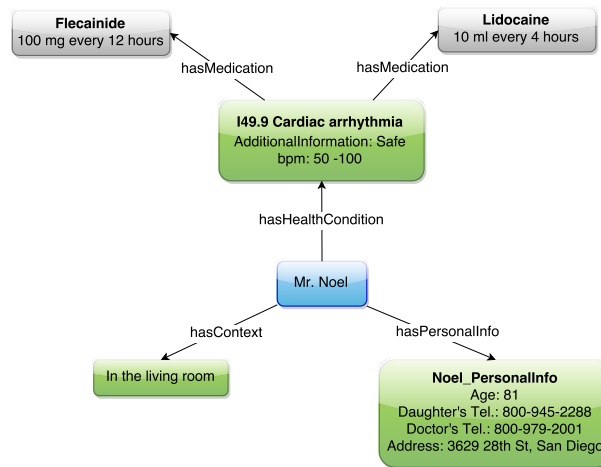 Flecainide
100 mg every 12 hours
Lidocaine
10 ml every 4 hours
hasMedication
hasMedication
I49.9 Cardiac arrhythmia
AdditionalInformation: Safe
bpm: 50 -100
hasHealthCondition
Mr. Noel
hasContext
hasPersonalInfo
In the living room
Noel_PersonalInfo
Age: 81
Daughter's Tel.: 800-945-2288
Doctor's Tel.: 800-979-2001
Address: 3629 28th St, San Diego